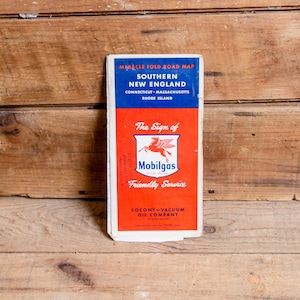 MIRACLE FOLD ROAD MAP
SOUTHERN
NEW ENGLAND
CONNECTICUT · MASSACHUSETTS
RHODE ISLAND
The Sign of
Mobilgas
Friendly Service
SOCONY-VACUUM
OIL COMPANY